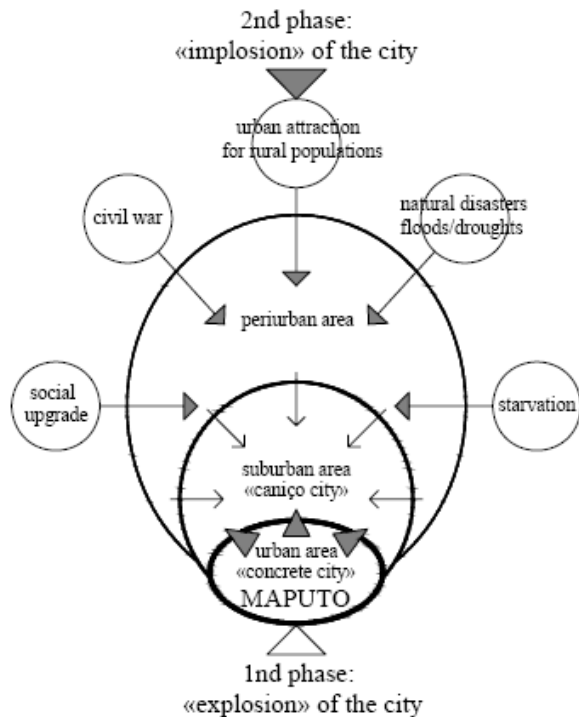 2nd phase:
«implosion» of the city
urban attraction
for rural populations
civil war
natural disasters
floods/droughts
periurban area
social
upgrade
starvation
suburban area
«caniço city»
urban area
«concrete city»
MAPUTO
1nd phase:
«explosion» of the city